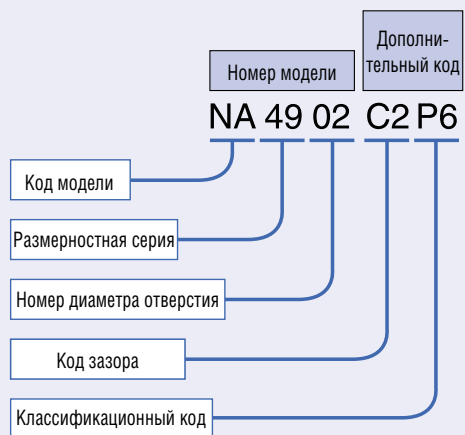 Дополни-
тельный код
Номер модели
NA 49 02 C2 P6
Код модели
Размерностная серия
Номер диаметра отверстия
Код зазора
Классификационный код